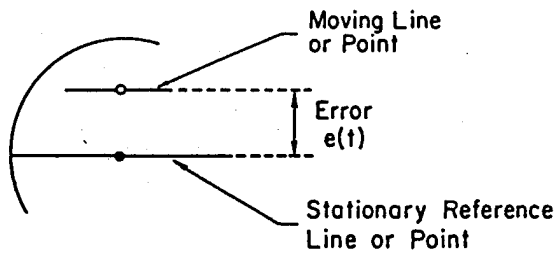 Moving Line
or Point
Error
e(t)
Stationary Reference
Line or Point